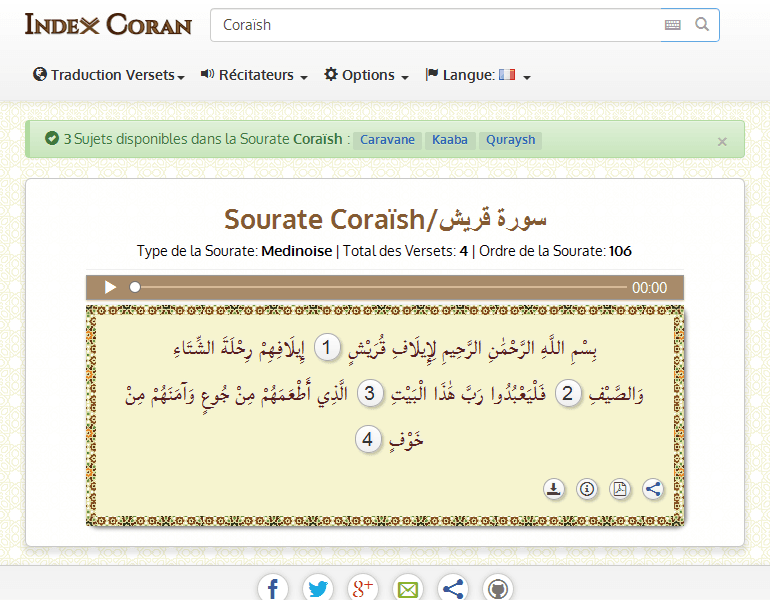 INDEX CORAN
Coraïsh
Traduction Versets
Récitateurs
Options
Langue:
3 Sujets disponibles dans la Sourate Coraïsh : Caravane Kaaba Quraysh ×
Sourate Coraïsh/سورة قريش
Type de la Sourate: Medinoise | Total des Versets: 4 | Ordre de la Sourate: 106
00:00
بِسْمِ اللَّهِ الرَّحْمَٰنِ الرَّحِيمِ لِإِيلَافِ قُرَيْشٍ 1 إِيلَافِهِمْ رِحْلَةَ الشِّتَاءِ
وَالصَّيْفِ 2 فَلْيَعْبُدُوا رَبَّ هَٰذَا الْبَيْتِ 3 الَّذِي أَطْعَمَهُمْ مِنْ جُوعٍ وَآمَنَهُمْ مِنْ
خَوْفٍ 4